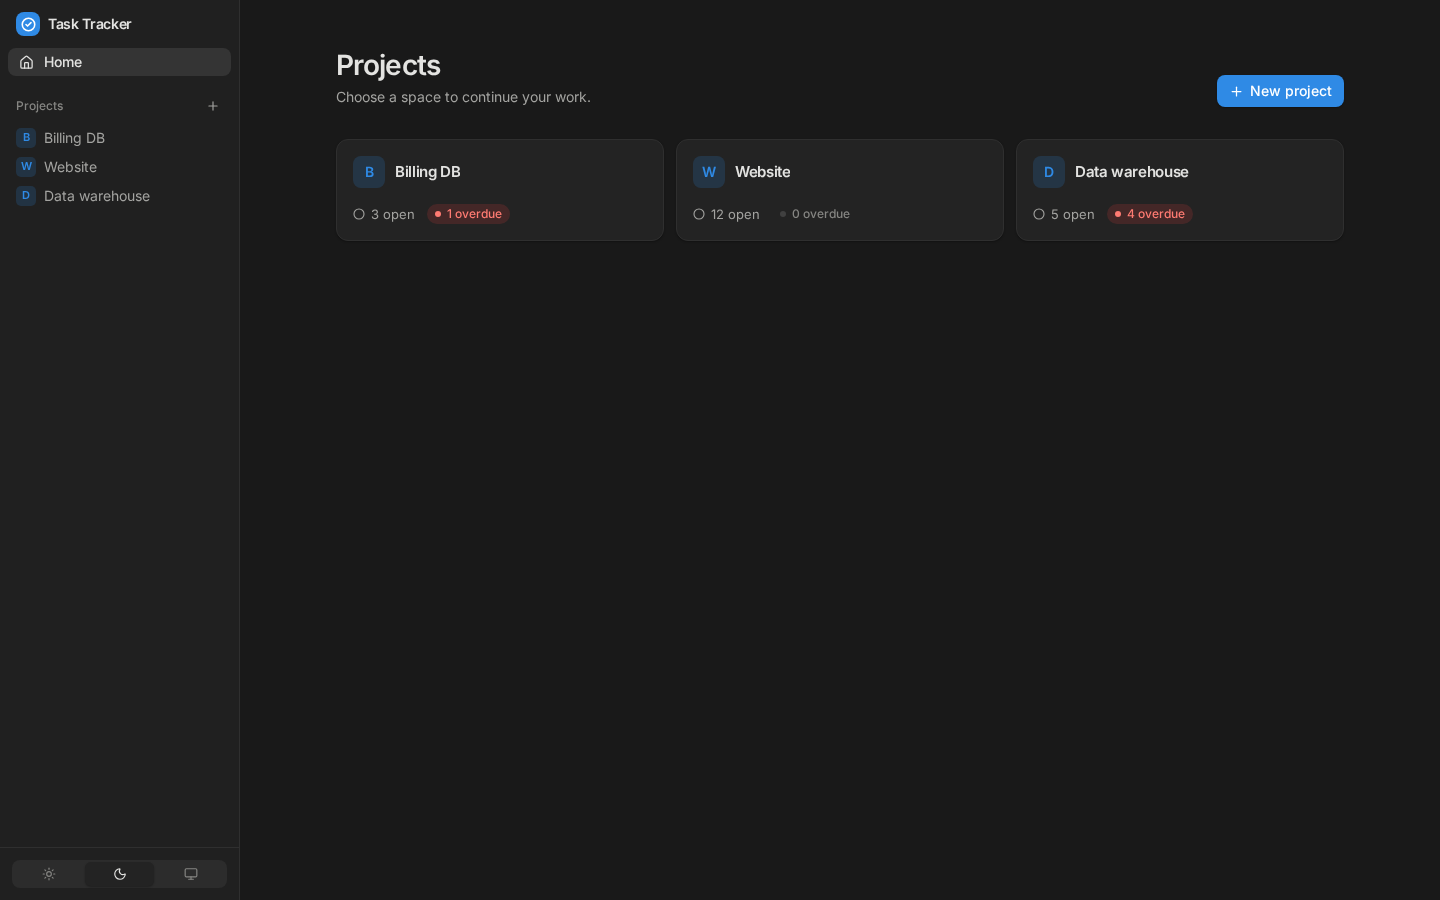 Task Tracker
Home
Projects
B Billing DB
W Website
D Data warehouse
Projects
Choose a space to continue your work.
New project
B Billing DB
3 open 1 overdue
W Website
12 open 0 overdue
D Data warehouse
5 open 4 overdue